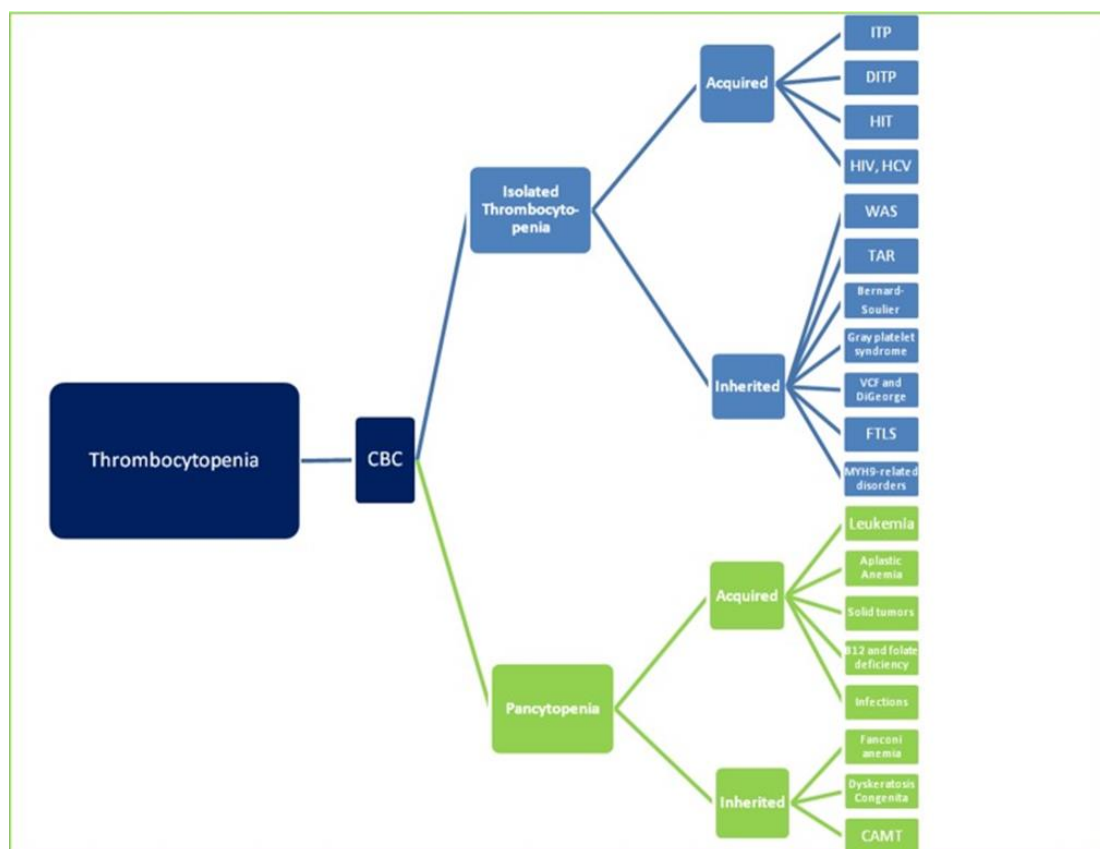 Thrombocytopenia
CBC
Isolated
Thrombocyto-
penia
Acquired
ITP
DITP
HIT
HIV, HCV
Inherited
WAS
TAR
Bernard-
Soulier
Gray platelet
syndrome
VCF and
DiGeorge
FTLS
MYH9-related
disorders
Pancytopenia
Acquired
Leukemia
Aplastic
Anemia
Solid tumors
B12 and folate
deficiency
Infections
Inherited
Fanconi
anemia
Dyskeratosis
Congenita
CAMT